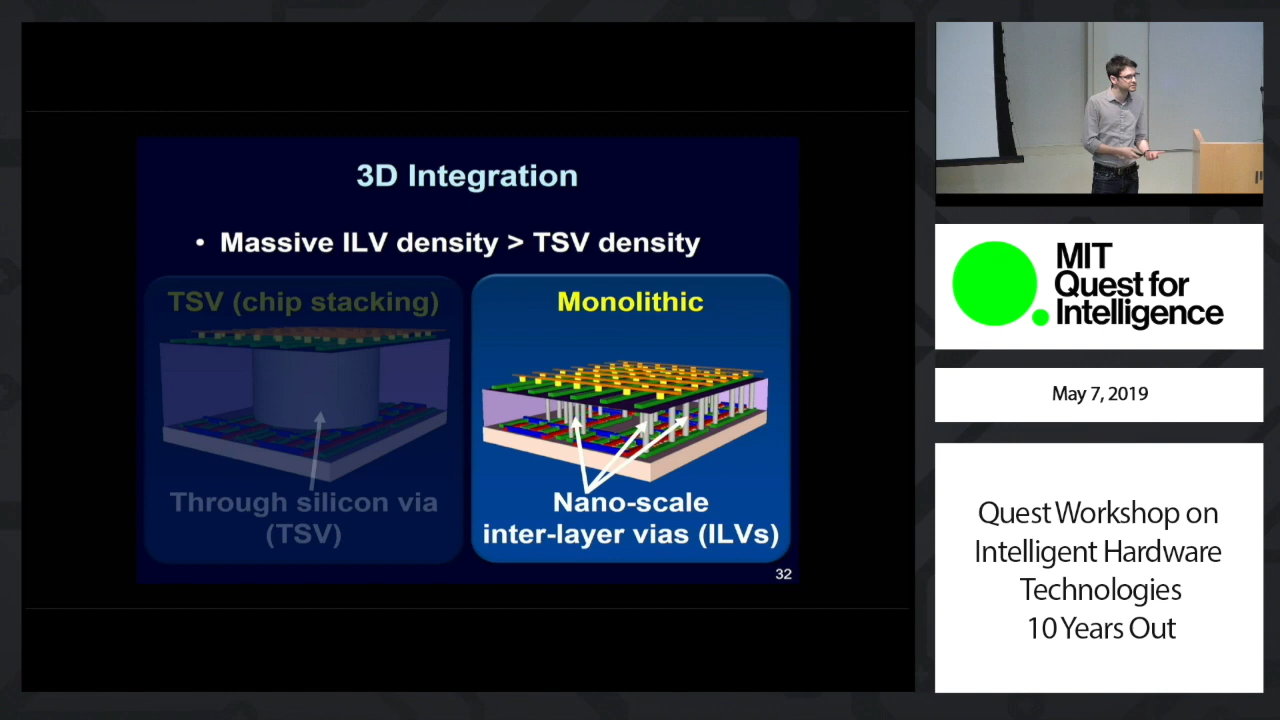 3D Integration
• Massive ILV density > TSV density
TSV (chip stacking)
Through silicon via
(TSV)
Monolithic
Nano-scale
inter-layer vias (ILVs)
32
MIT
Quest for
Intelligence
May 7, 2019
Quest Workshop on
Intelligent Hardware
Technologies
10 Years Out